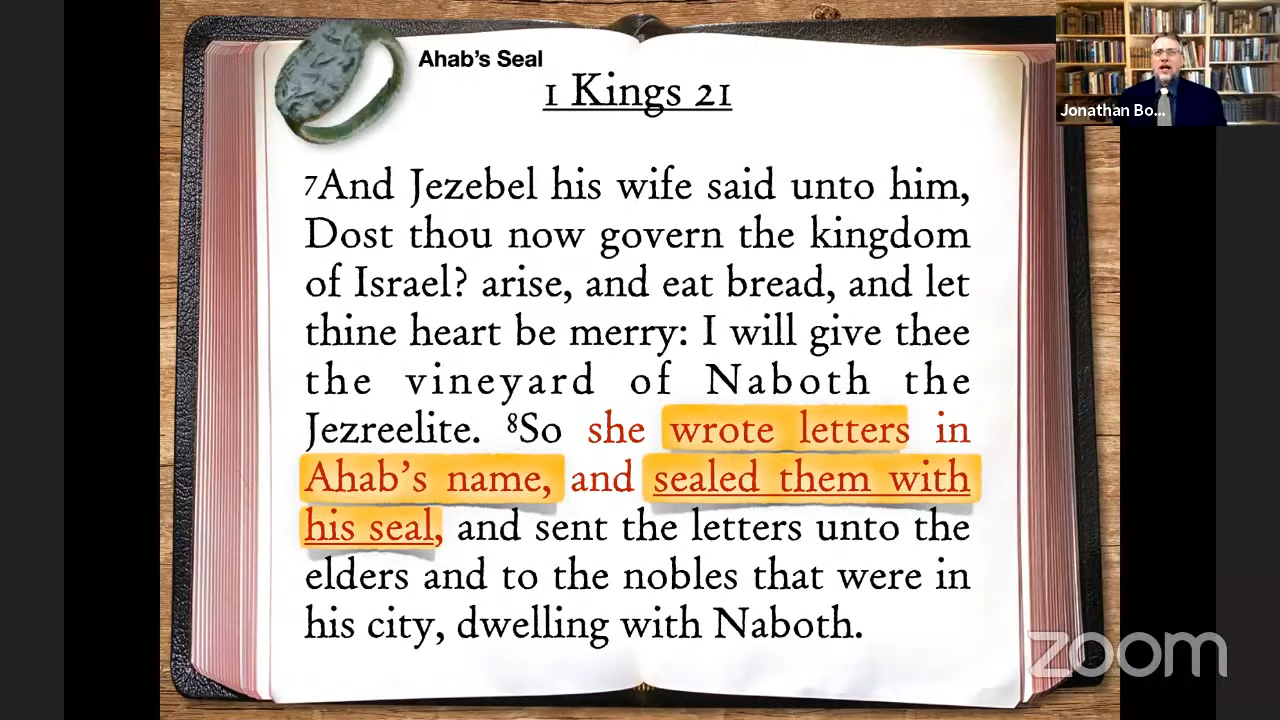 Ahab's Seal
1 Kings 21
7And Jezebel his wife said unto him,
Dost thou now govern the kingdom
of Israel? arise, and eat bread, and let
thine heart be merry: I will give thee
the vineyard of Naboth the
Jezreelite. ⁸So she wrote letters in
Ahab's name, and sealed them with
his seal, and sent the letters unto the
elders and to the nobles that were in
his city, dwelling with Naboth.
Jonathan Bo...
zoom